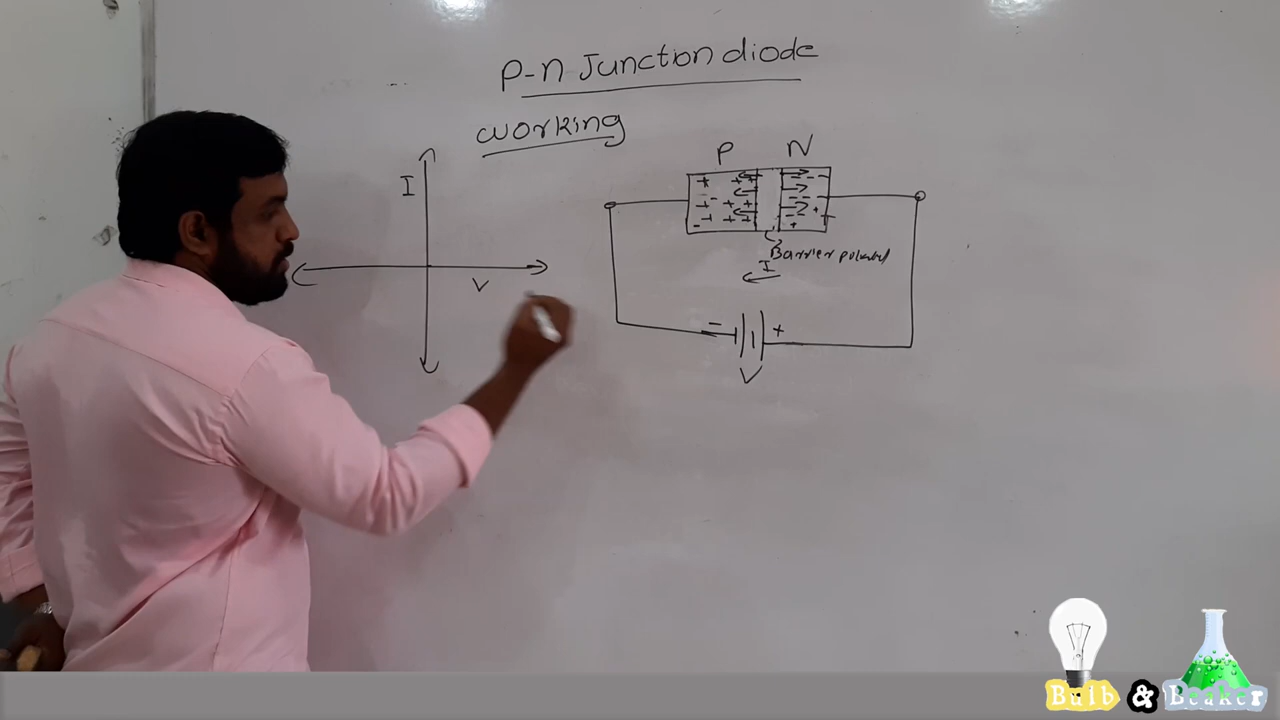 P-n Junction diode
working
I
V
P N
Barrier potential
I
- +
V
Bulb & Beaker